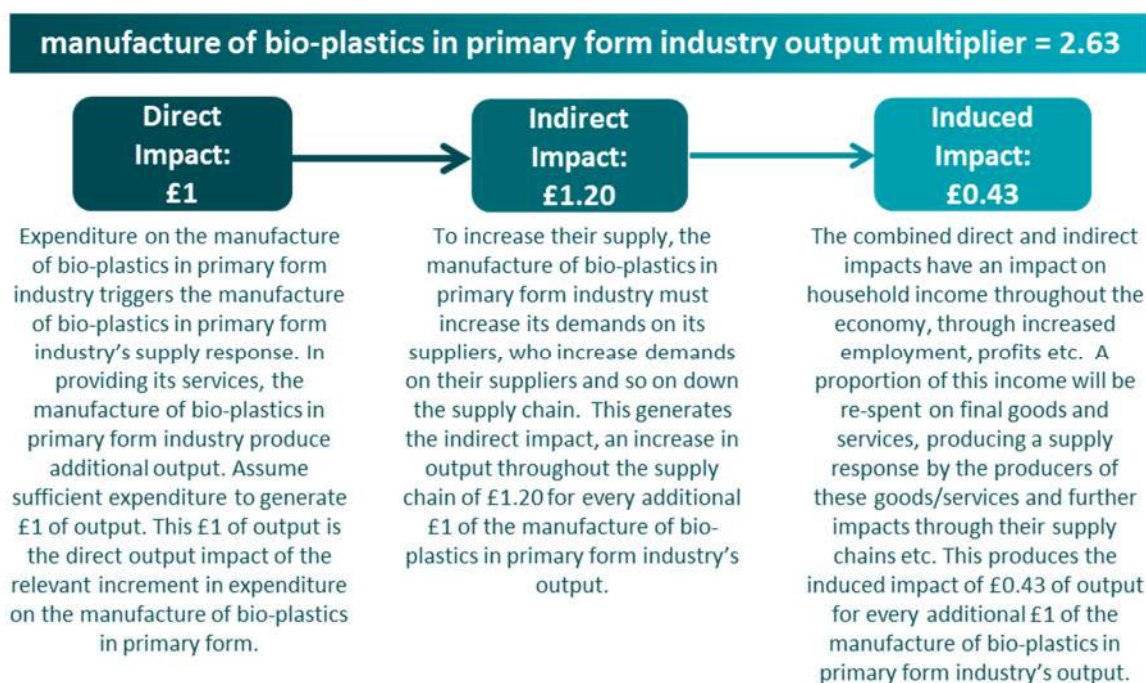 manufacture of bio-plastics in primary form industry output multiplier = 2.63
Direct
Impact:
£1
Expenditure on the manufacture
of bio-plastics in primary form
industry triggers the manufacture
of bio-plastics in primary form
industry's supply response. In
providing its services, the
manufacture of bio-plastics in
primary form industry produce
additional output. Assume
sufficient expenditure to generate
£1 of output. This £1 of output is
the direct output impact of the
relevant increment in expenditure
on the manufacture of bio-plastics
in primary form.
Indirect
Impact:
£1.20
To increase their supply, the
manufacture of bio-plastics in
primary form industry must
increase its demands on its
suppliers, who increase demands
on their suppliers and so on down
the supply chain. This generates
the indirect impact, an increase in
output throughout the supply
chain of £1.20 for every additional
£1 of the manufacture of bio-
plastics in primary form industry's
output.
Induced
Impact:
£0.43
The combined direct and indirect
impacts have an impact on
household income throughout the
economy, through increased
employment, profits etc. A
proportion of this income will be
re-spent on final goods and
services, producing a supply
response by the producers of
these goods/services and further
impacts through their supply
chains etc. This produces the
induced impact of £0.43 of output
for every additional £1 of the
manufacture of bio-plastics in
primary form industry's output.